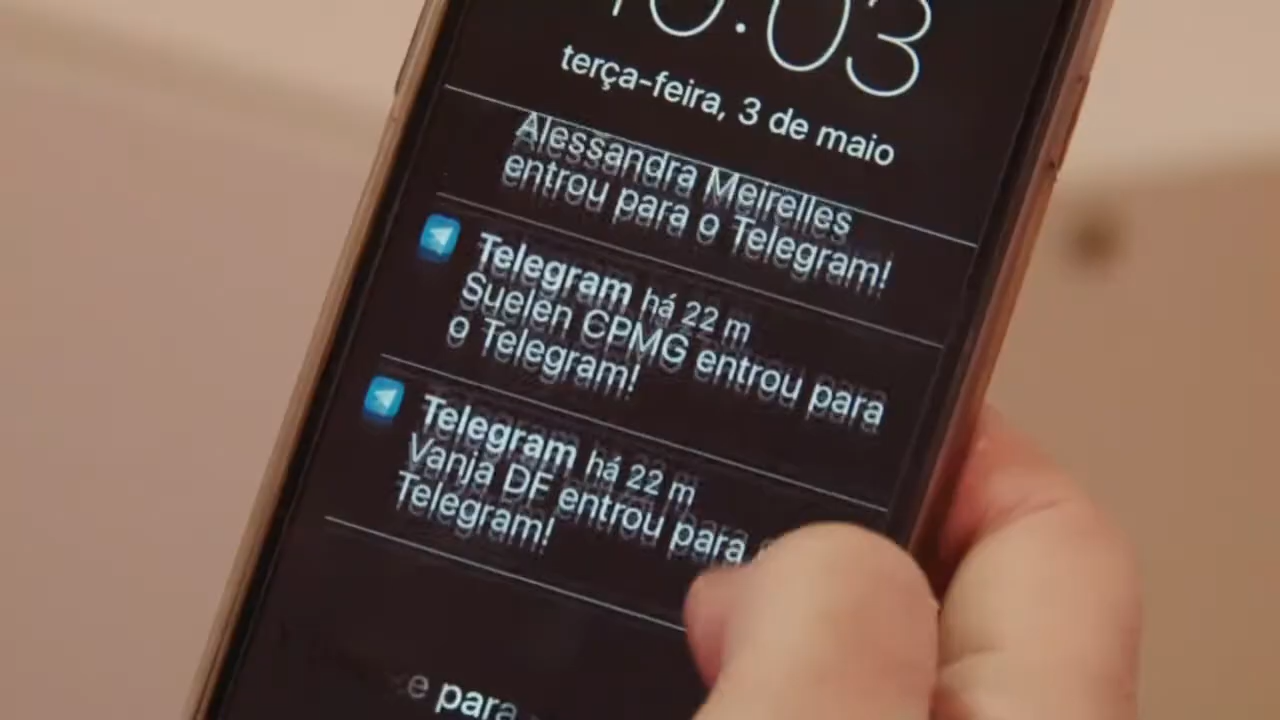 :03
terça-feira, 3 de maio
Alessandra Meirelles
entrou para o Telegram!
Telegram há 22 m
Suelen CPMG entrou para
o Telegram!
Telegram há 22 m
Vanja DF entrou para
Telegram!
para